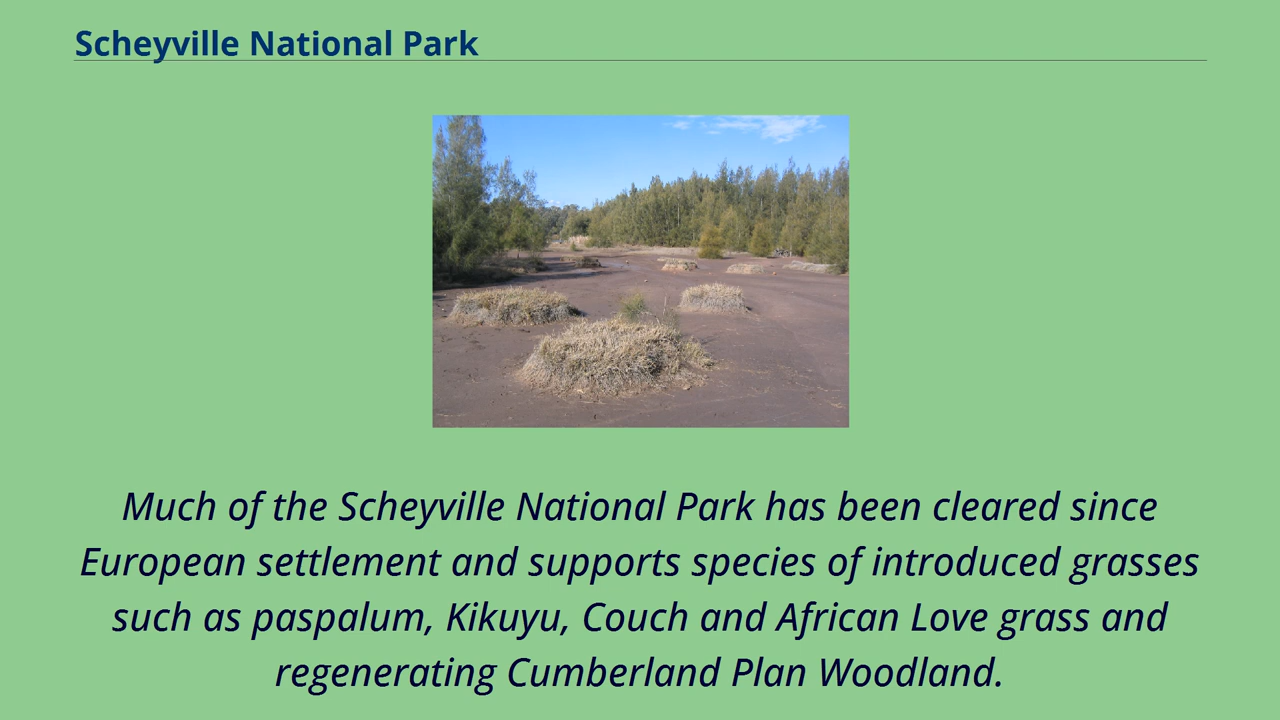 Scheyville National Park
Much of the Scheyville National Park has been cleared since
European settlement and supports species of introduced grasses
such as paspalum, Kikuyu, Couch and African Love grass and
regenerating Cumberland Plan Woodland.